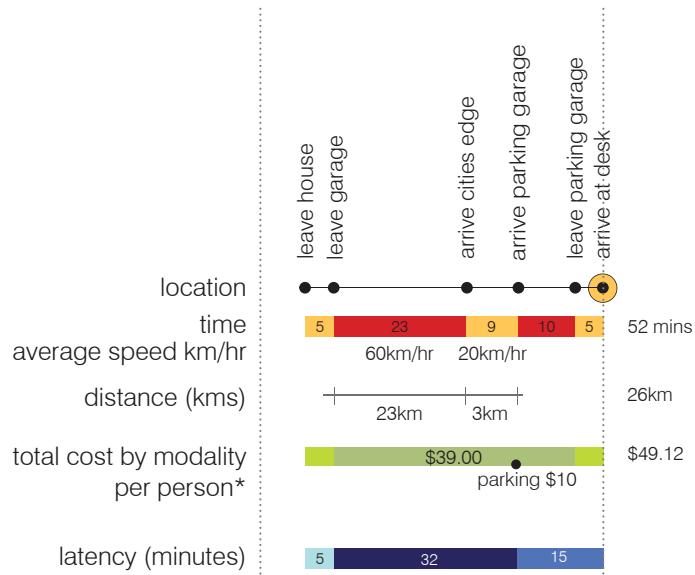 leave house
leave garage
arrive cities edge
arrive parking garage
leave parking garage
arrive at desk
location
time
5 23 9 10 5 52 mins
average speed km/hr
60km/hr 20km/hr
distance (kms)
23km 3km
26km
total cost by modality
per person*
$39.00
parking $10
$49.12
latency (minutes)
5 32 15